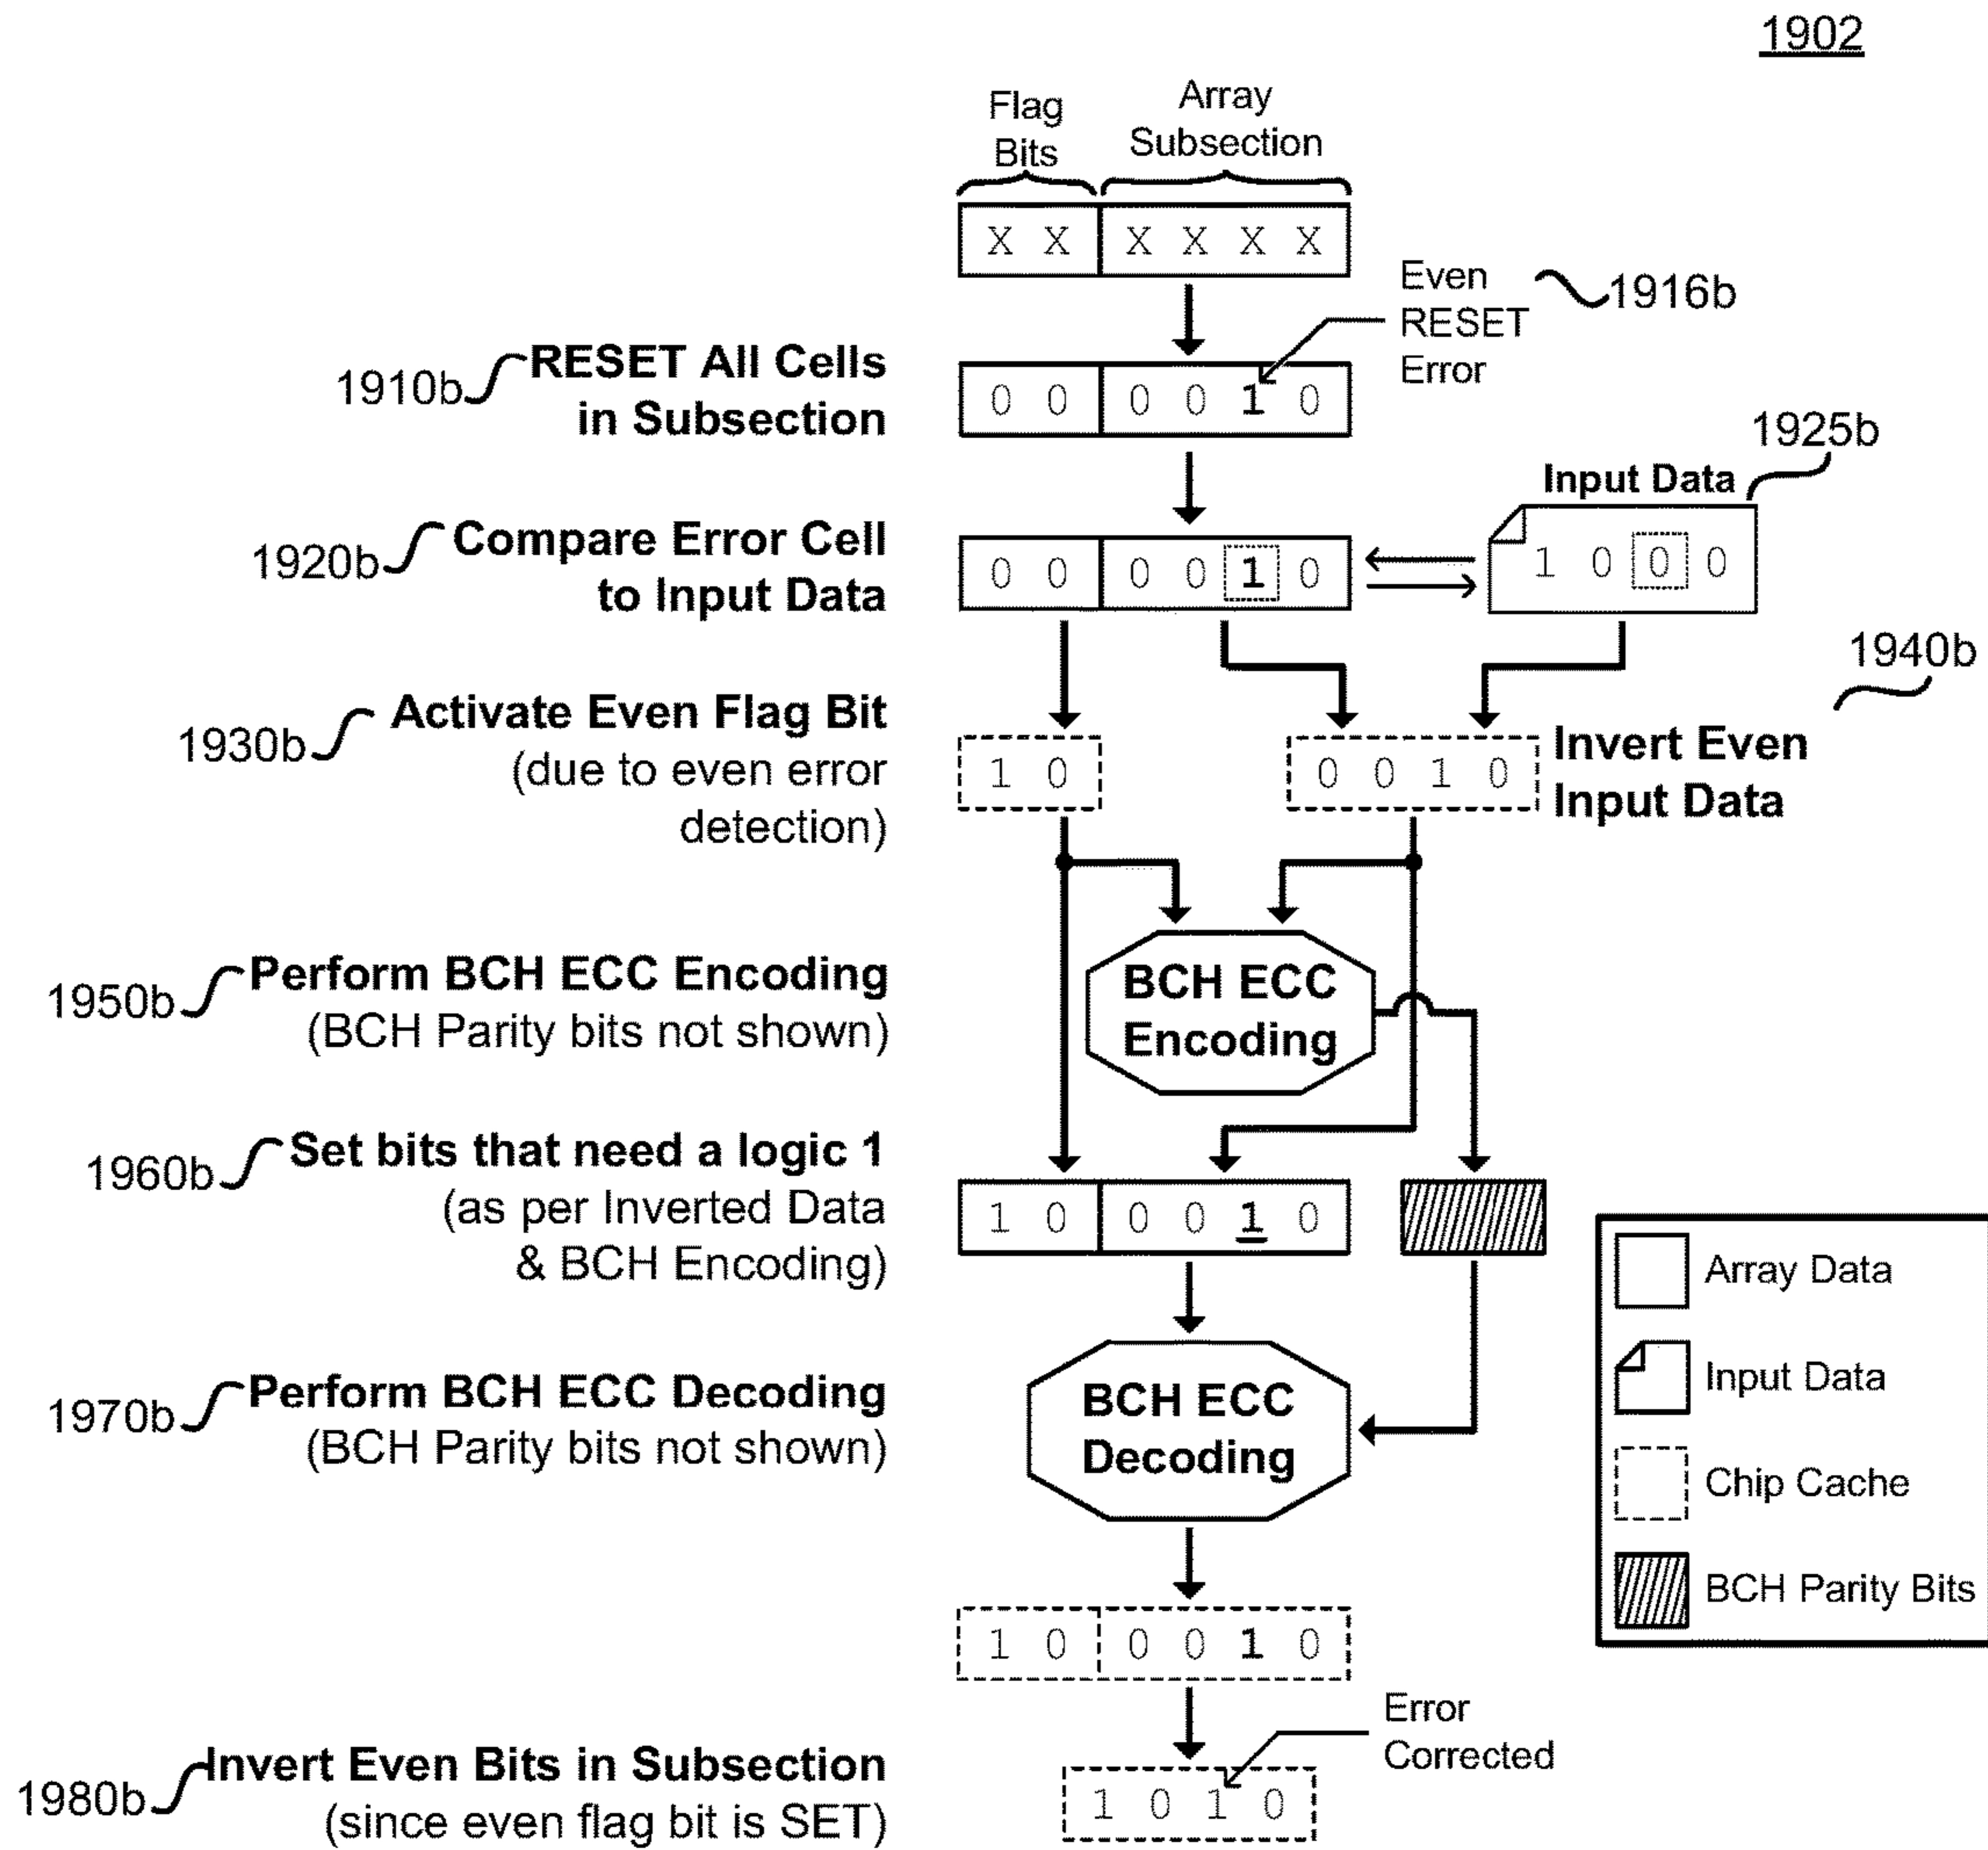 1902
Flag
Bits
Array
Subsection
X X X X X X
Even
RESET
Error
1916b
1910b
RESET All Cells
in Subsection
0 0 0 0 1 0
1925b
Input Data
1920b
Compare Error Cell
to Input Data
0 0 0 0 1 0
1 0 0 0
1940b
1930b
Activate Even Flag Bit
(due to even error
detection)
1 0
0 0 1 0
Invert Even
Input Data
1950b
Perform BCH ECC Encoding
(BCH Parity bits not shown)
BCH ECC
Encoding
1960b
Set bits that need a logic 1
(as per Inverted Data
& BCH Encoding)
1 0 0 0 1 0
1970b
Perform BCH ECC Decoding
(BCH Parity bits not shown)
BCH ECC
Decoding
Array Data
Input Data
Chip Cache
BCH Parity Bits
1 0 0 0 1 0
Error
Corrected
1980b
Invert Even Bits in Subsection
(since even flag bit is SET)
1 0 1 0